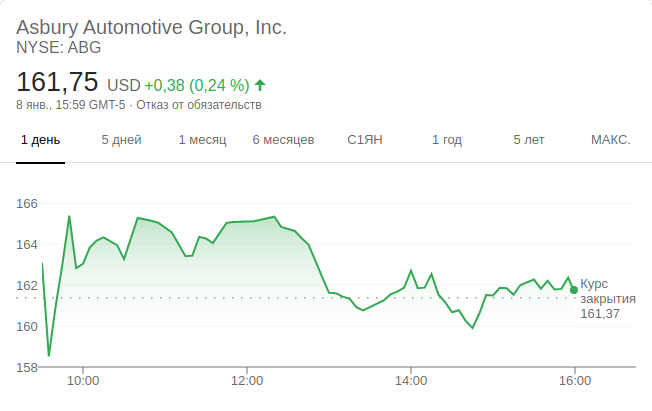 Asbury Automotive Group, Inc.
NYSE: ABG
161,75 USD +0,38 (0,24 %) ↑
8 янв., 15:59 GMT-5 · Отказ от обязательств
1 день 5 дней 1 месяц 6 месяцев С1ЯН 1 год 5 лет МАКС.
166
164
162
160
158
Курс
закрытия
161,37
10:00 12:00 14:00 16:00